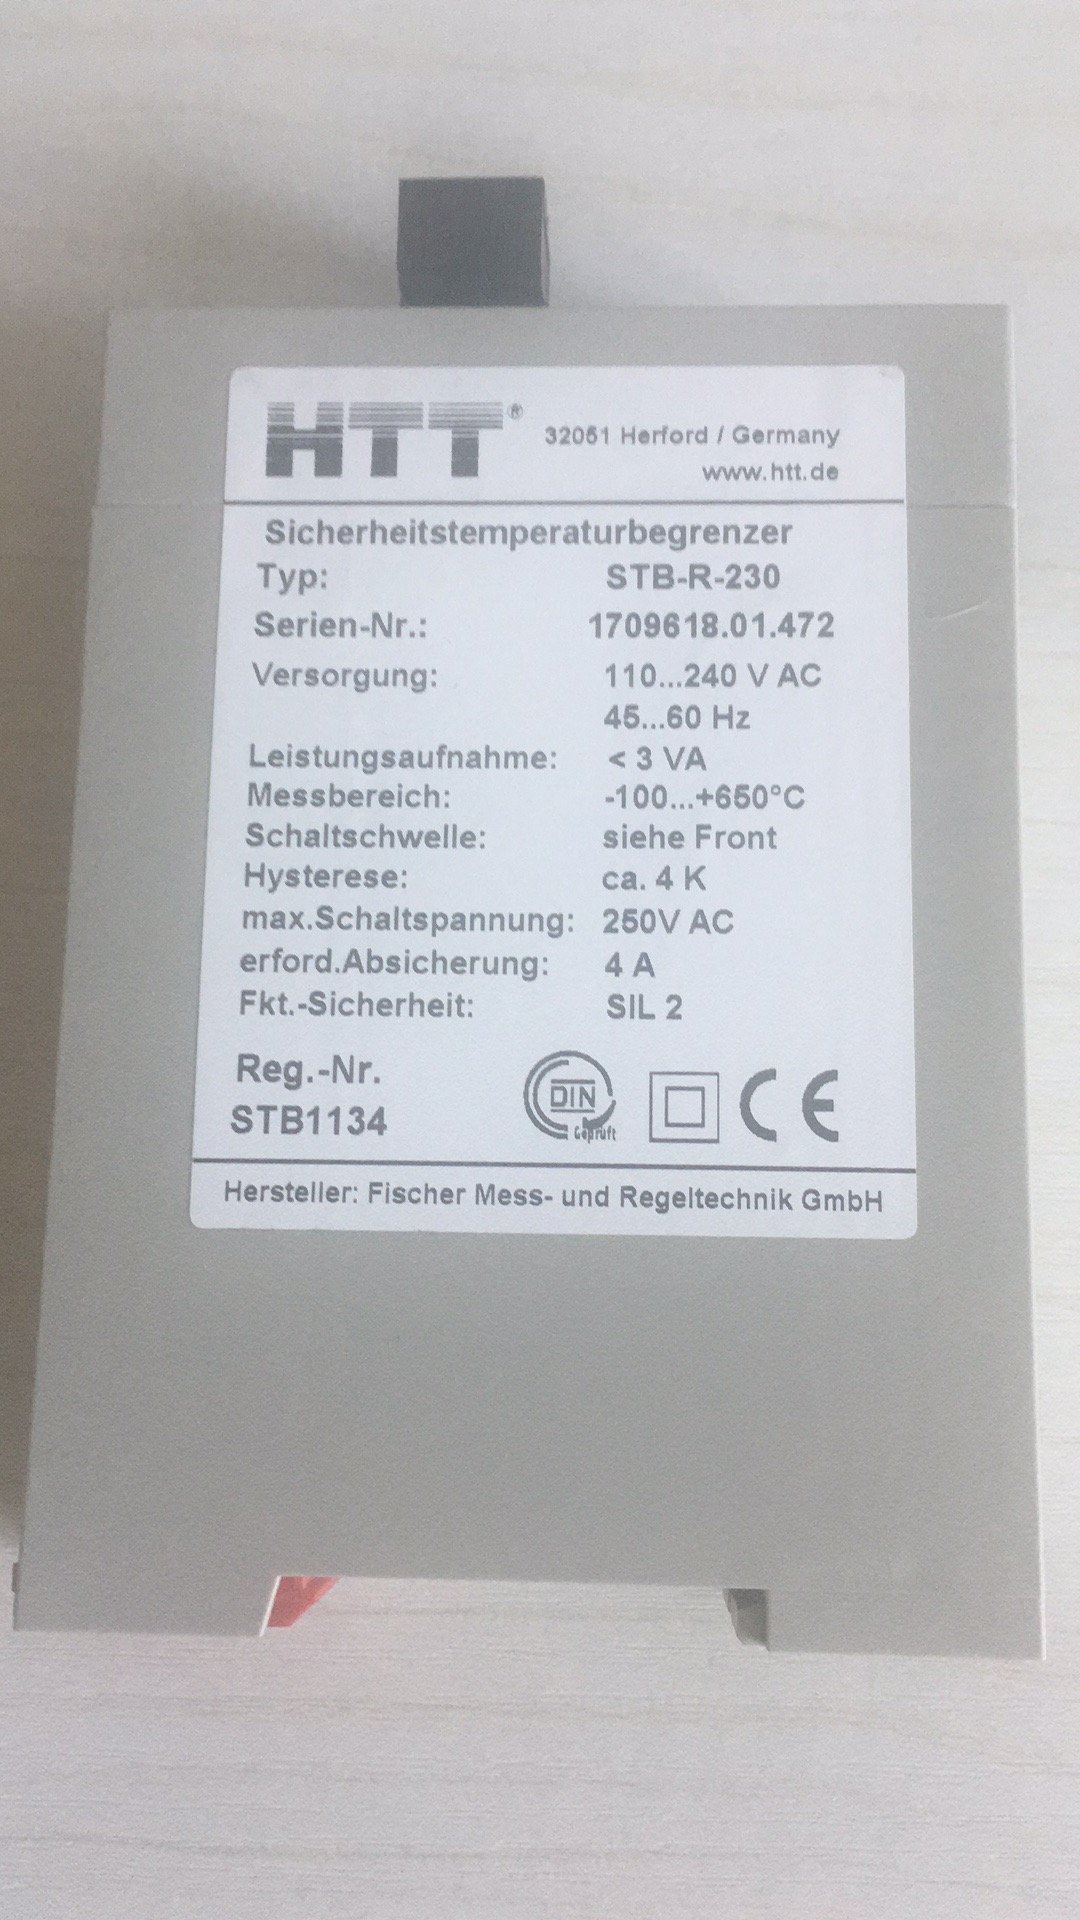 HTT®
32051 Herford / Germany
www.htt.de
Sicherheitstemperaturbegrenzer
Typ: STB-R-230
Serien-Nr.: 1709618.01.472
Versorgung: 110...240 V AC
45...60 Hz
Leistungsaufnahme: < 3 VA
Messbereich: -100...+650°C
Schaltschwelle: siehe Front
Hysterese: ca. 4 K
max.Schaltspannung: 250V AC
erford.Absicherung: 4 A
Fkt.-Sicherheit: SIL 2
Reg.-Nr.
STB1134
DIN
Geprüft
CE
Hersteller: Fischer Mess- und Regeltechnik GmbH